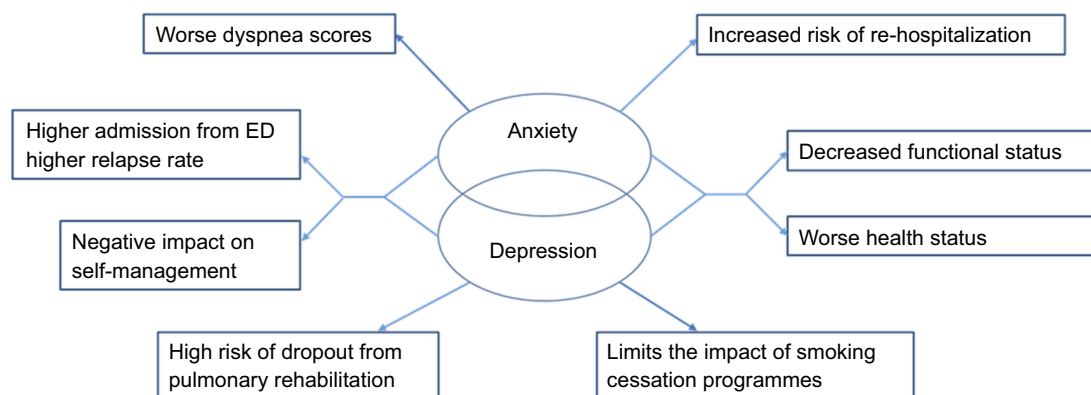 Worse dyspnea scores
Increased risk of re-hospitalization
Anxiety
Higher admission from ED
higher relapse rate
Decreased functional status
Negative impact on
self-management
Depression
Worse health status
High risk of dropout from
pulmonary rehabilitation
Limits the impact of smoking
cessation programmes